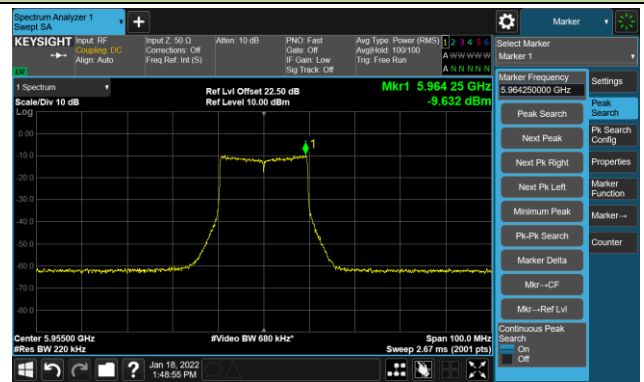 Spectrum Analyzer 1
Swept SA
Marker
KEYSIGHT
Input: RF
Coupling: DC
Align: Auto
Input Z: 50 Ω
Corrections: Off
Freq Ref: Int (S)
Atten: 10 dB
PNO: Fast
Gate: Off
IF Gain: Low
Sig Track: Off
Avg Type: Power (RMS)
Avg|Hold: 100/100
Trig: Free Run
1 2 3 4 5 6
A W W W W W
A N N N N N
LW
Select Marker
Marker 1
1 Spectrum
Scale/Div 10 dB
Log
Ref Lvl Offset 22.50 dB
Ref Level 10.00 dBm
Mkr1 5.964 25 GHz
-9.632 dBm
Marker Frequency
5.964250000 GHz
Settings
Peak Search
Peak
Search
Next Peak
Pk Search
Config
Next Pk Right
Properties
Next Pk Left
Marker
Function
Minimum Peak
Marker→
Pk-Pk Search
Counter
Marker Delta
Mkr→CF
Mkr→Ref Lvl
Continuous Peak
Search
On
Off
1
0.00
-10.0
-20.0
-30.0
-40.0
-50.0
-60.0
-70.0
-80.0
Center 5.95500 GHz
#Res BW 220 kHz
#Video BW 680 kHz*
Span 100.0 MHz
Sweep 2.67 ms (2001 pts)
?
Jan 18, 2022
1:48:55 PM